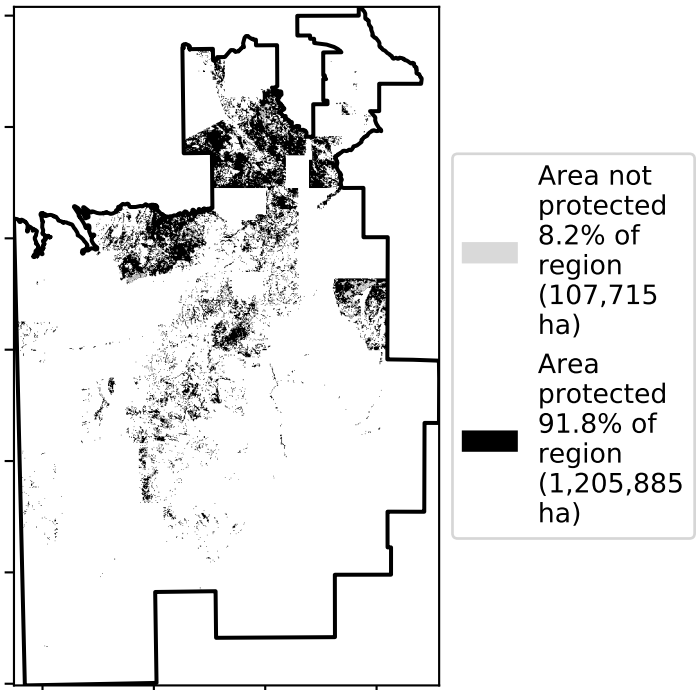 Area not
protected
8.2% of
region
(107,715
ha)
Area
protected
91.8% of
region
(1,205,885
ha)